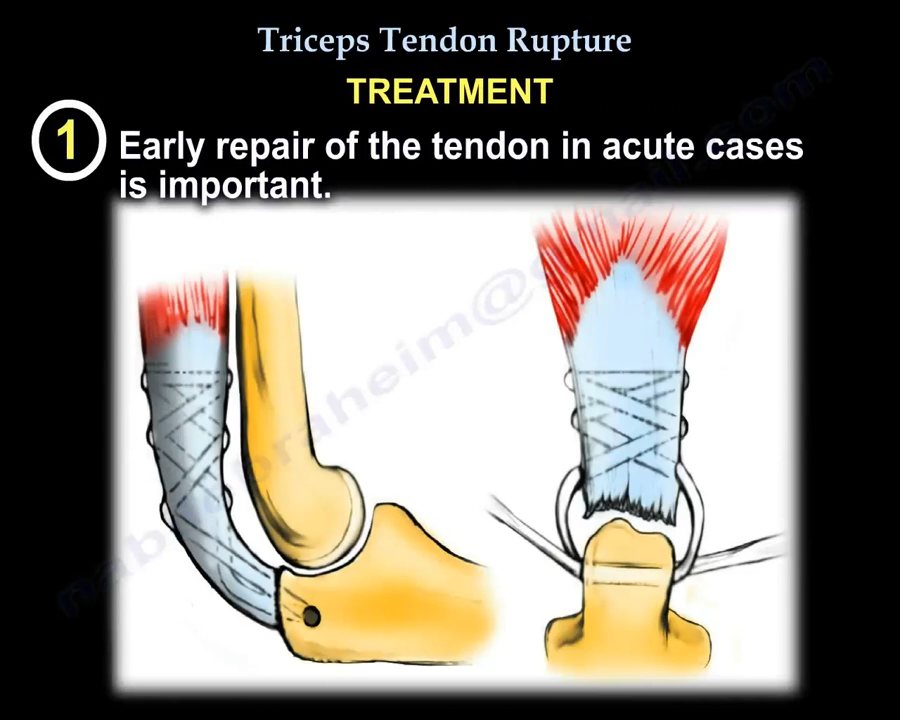 Triceps Tendon Rupture
TREATMENT
1
Early repair of the tendon in acute cases
is important.